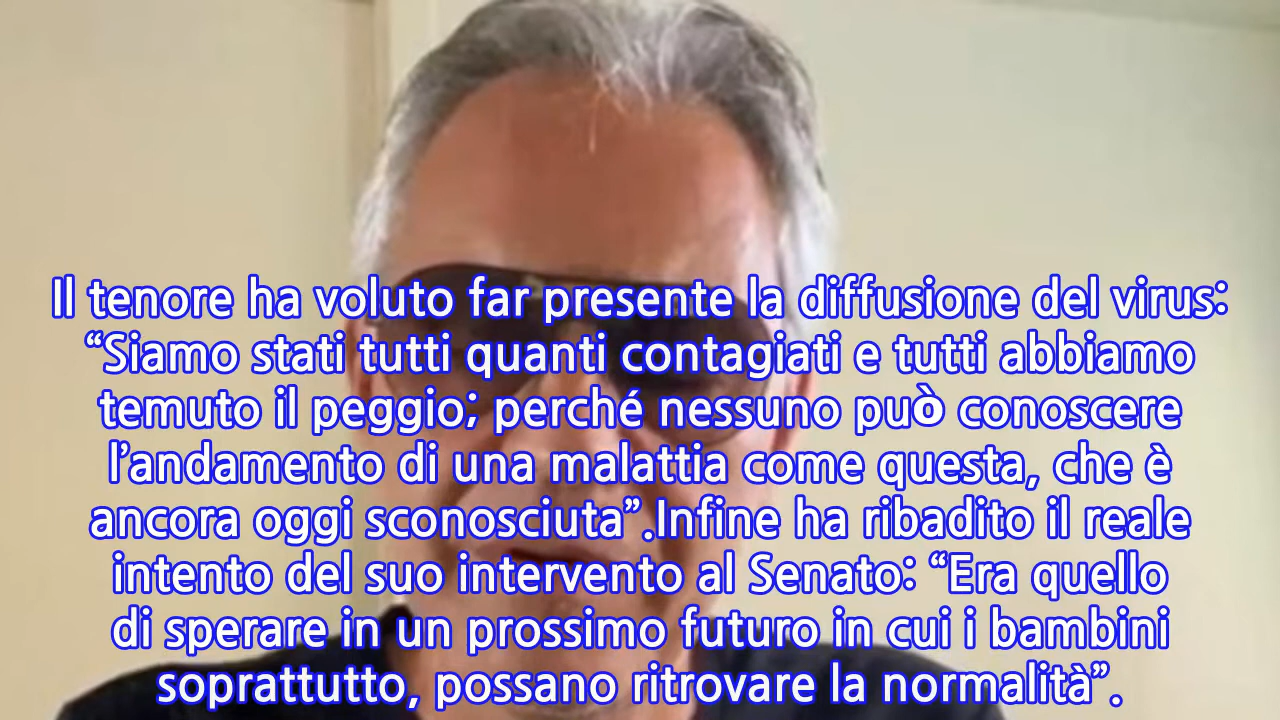 Il tenore ha voluto far presente la diffusione del virus:
“Siamo stati tutti quanti contagiati e tutti abbiamo
temuto il peggio; perché nessuno può conoscere
l’andamento di una malattia come questa, che è
ancora oggi sconosciuta”.Infine ha ribadito il reale
intento del suo intervento al Senato: “Era quello
di sperare in un prossimo futuro in cui i bambini
soprattutto, possano ritrovare la normalità”.